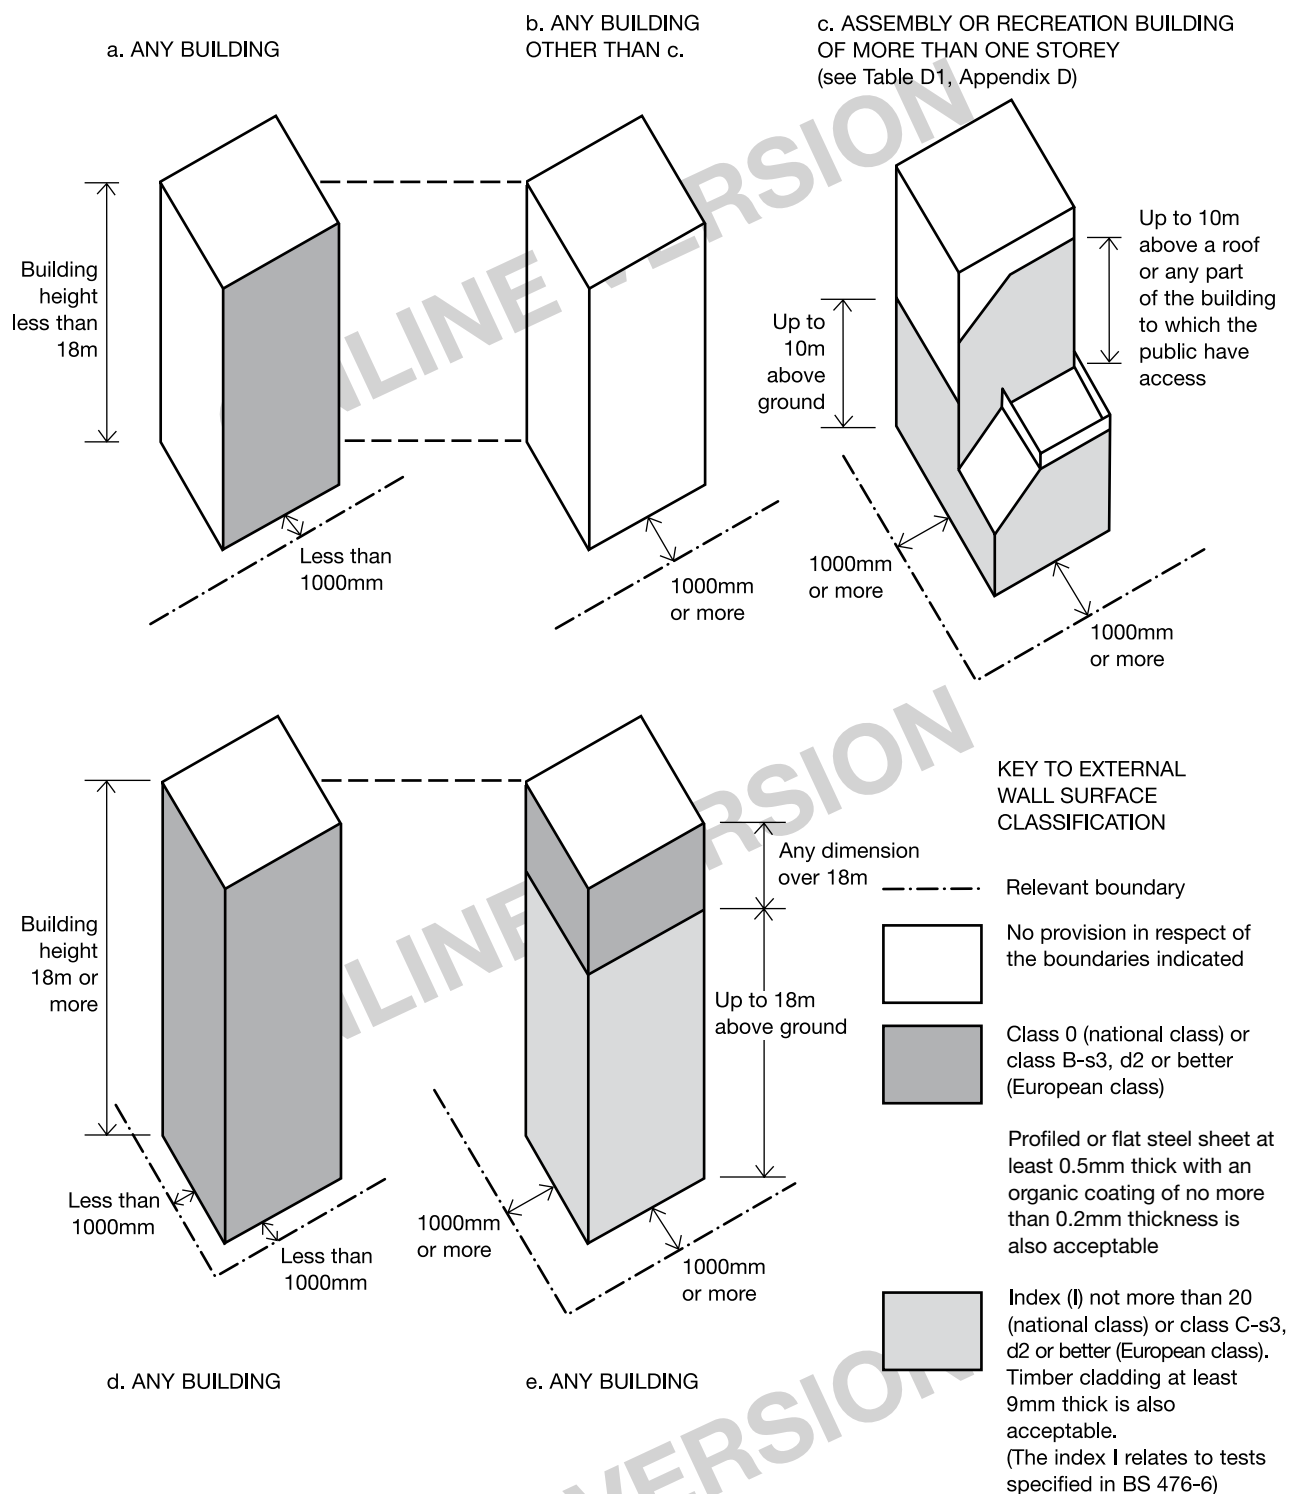 a. ANY BUILDING
b. ANY BUILDING
OTHER THAN c.
c. ASSEMBLY OR RECREATION BUILDING
OF MORE THAN ONE STOREY
(see Table D1, Appendix D)
Building
height
less than
18m
Less than
1000mm
1000mm
or more
Up to
10m
above
ground
Up to 10m
above a roof
or any part
of the building
to which the
public have
access
1000mm
or more
1000mm
or more
ONLINE VERSION
Building
height
18m or
more
Less than
1000mm
Less than
1000mm
d. ANY BUILDING
Any dimension
over 18m
Up to 18m
above ground
1000mm
or more
1000mm
or more
e. ANY BUILDING
ONLINE VERSION
VERSION
KEY TO EXTERNAL
WALL SURFACE
CLASSIFICATION
Relevant boundary
No provision in respect of
the boundaries indicated
Class 0 (national class) or
class B-s3, d2 or better
(European class)
Profiled or flat steel sheet at
least 0.5mm thick with an
organic coating of no more
than 0.2mm thickness is
also acceptable
Index (I) not more than 20
(national class) or class C-s3,
d2 or better (European class).
Timber cladding at least
9mm thick is also
acceptable.
(The index I relates to tests
specified in BS 476-6)